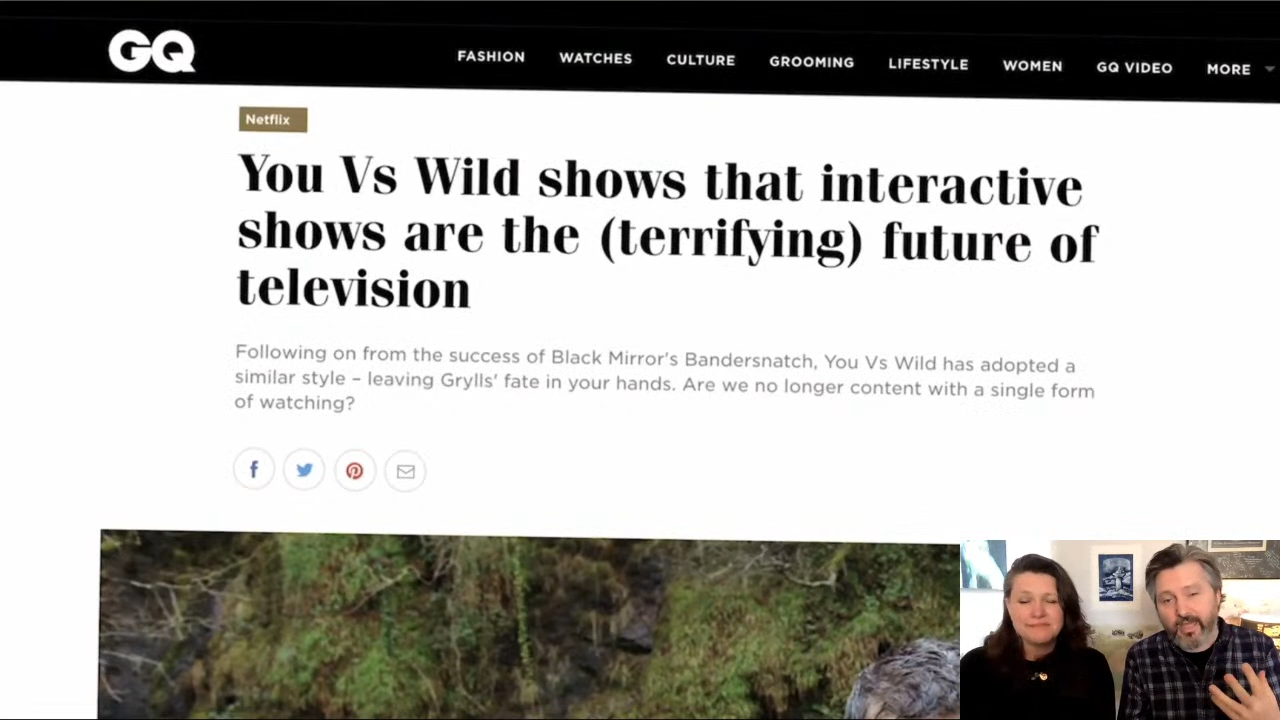 GQ
FASHION WATCHES CULTURE GROOMING LIFESTYLE WOMEN GQ VIDEO MORE
Netflix
You Vs Wild shows that interactive
shows are the (terrifying) future of
television
Following on from the success of Black Mirror's Bandersnatch, You Vs Wild has adopted a
similar style – leaving Grylls' fate in your hands. Are we no longer content with a single form
of watching?